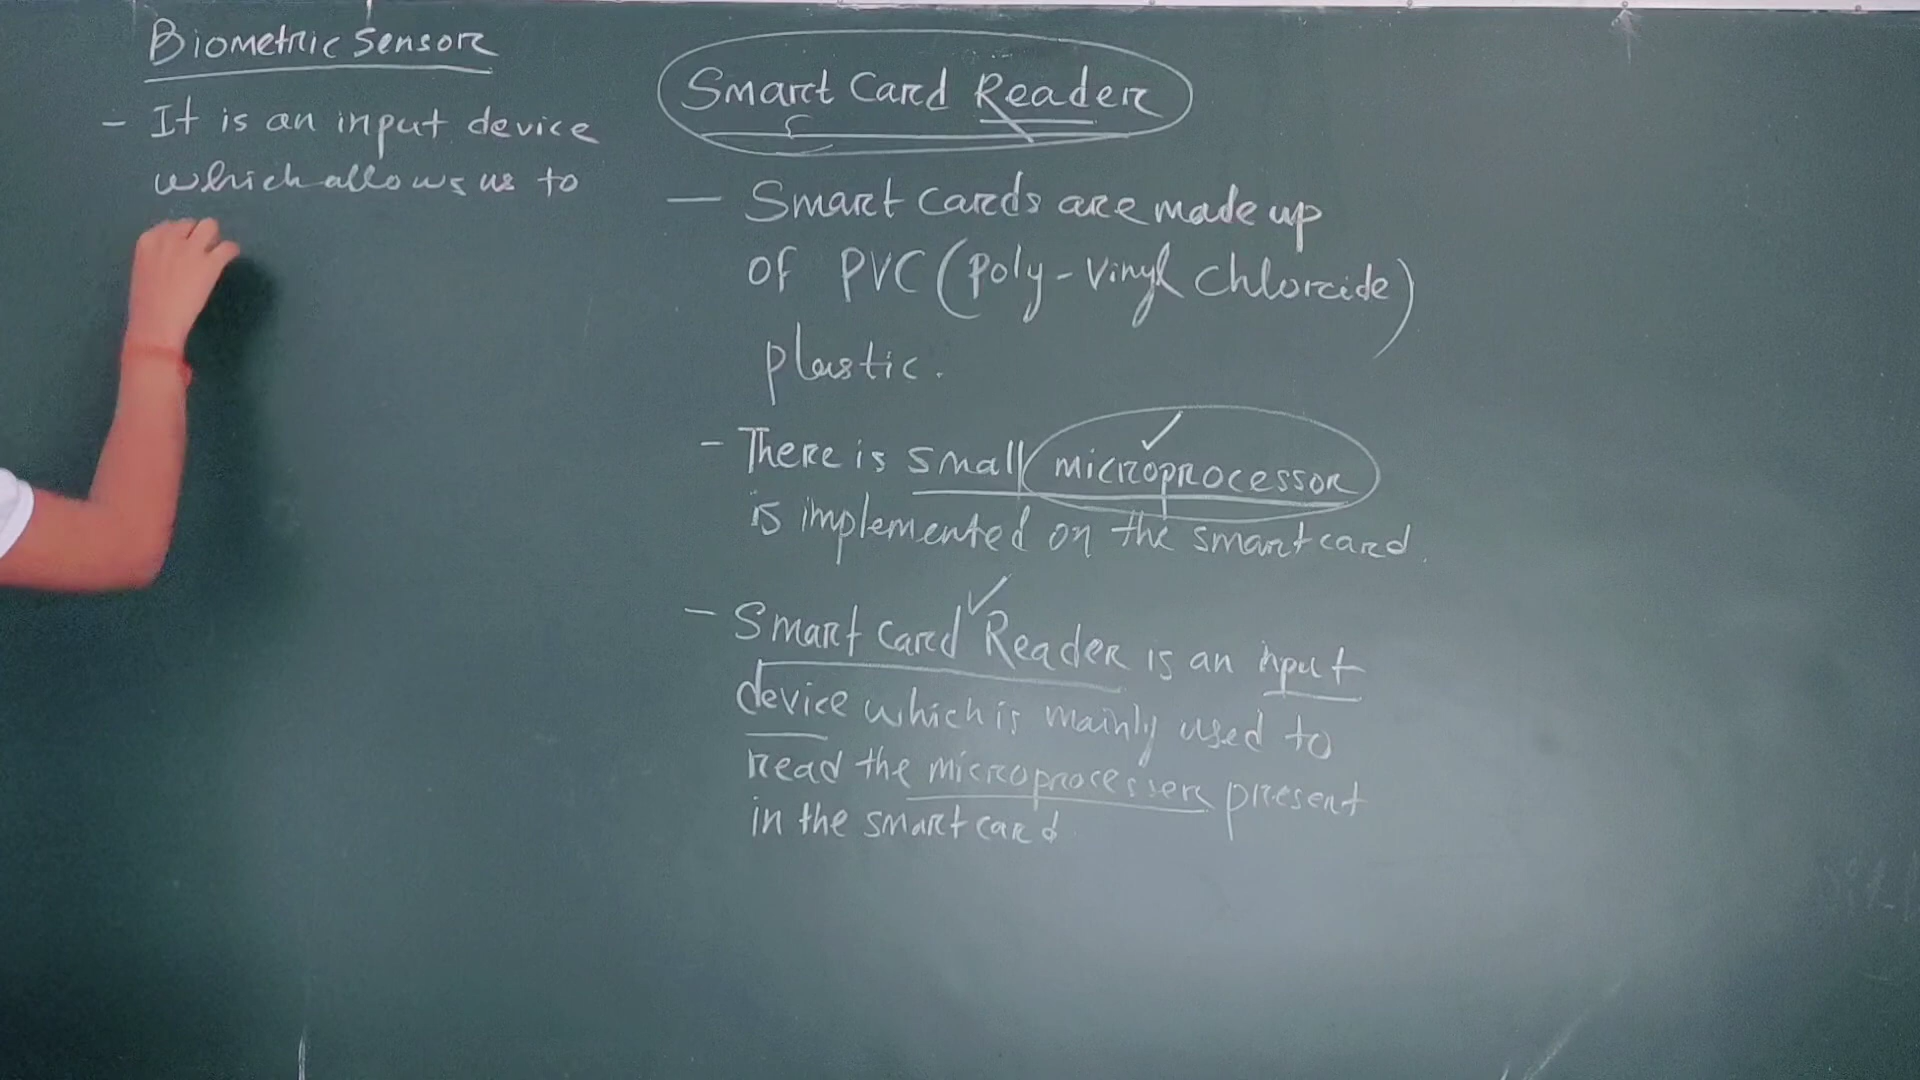 Biometric Sensor
- It is an input device
which allows us to
Smart Card Reader
— Smart cards are made up
of PVC (Poly-Vinyl Chloride)
plastic.
- There is small microprocessor
is implemented on the smart card.
- Smart card Reader is an input
device which is mainly used to
read the microprocesser present
in the smart card